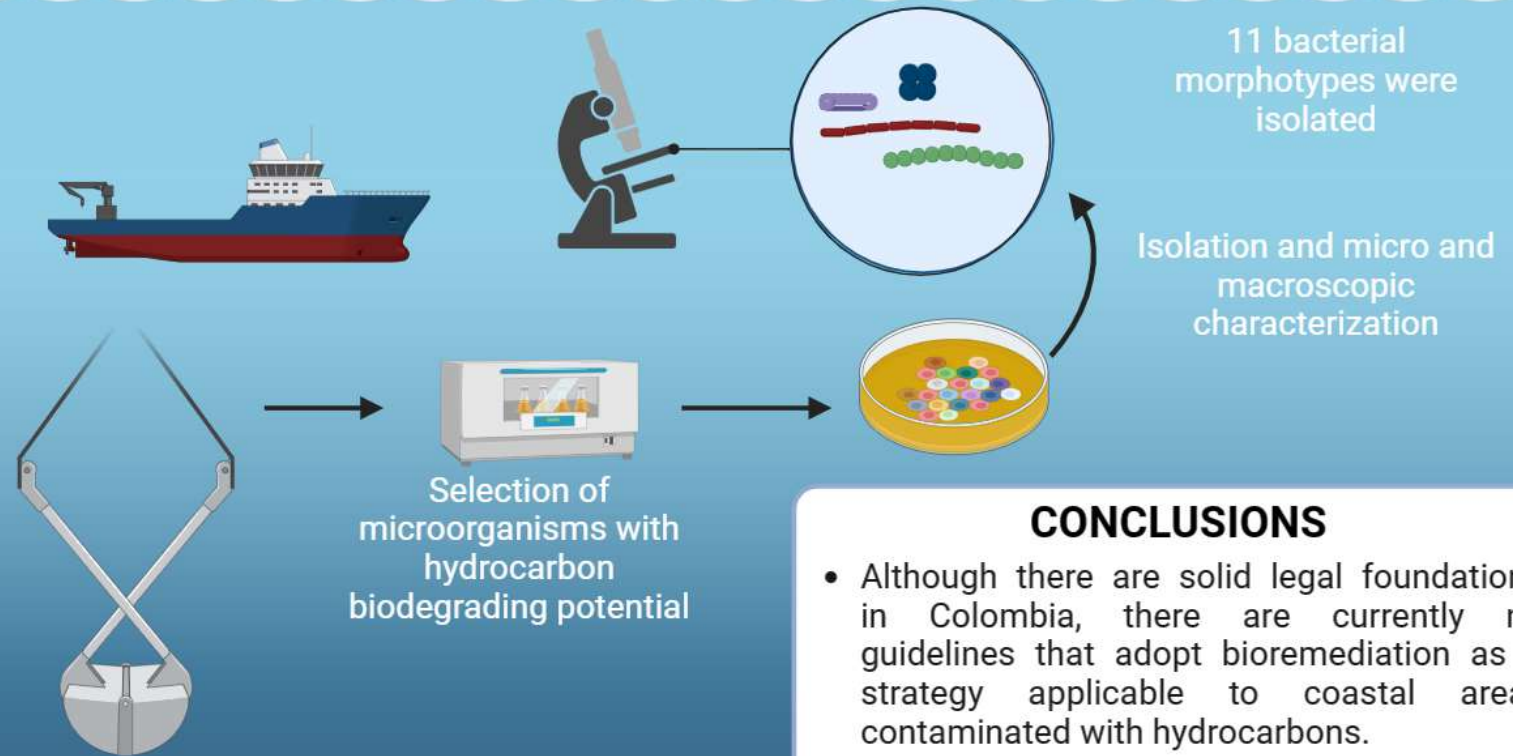 11 bacterial
morphotypes were
isolated
Isolation and micro and
macroscopic
characterization
Selection of
microorganisms with
hydrocarbon
biodegrading potential
CONCLUSIONS
• Although there are solid legal foundation
in Colombia, there are currently
guidelines that adopt bioremediation as
strategy applicable to coastal area
contaminated with hydrocarbons.